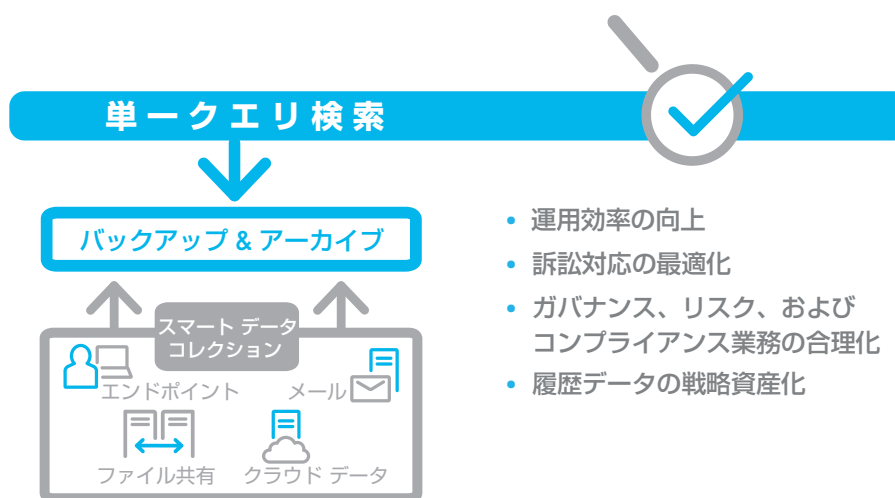 単一クエリ検索
バックアップ & アーカイブ
スマート データ
コレクション
エンドポイント
メール
ファイル共有
クラウド データ
• 運用効率の向上
• 訴訟対応の最適化
• ガバナンス、リスク、および
コンプライアンス業務の合理化
• 履歴データの戦略資産化